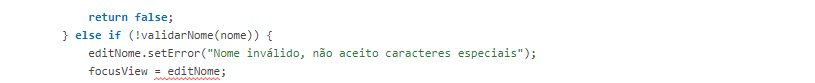 return false;
} else if (!validarNome(nome)) {
editNome.setError("Nome inválido, não aceito caracteres especiais");
focusView = editNome;